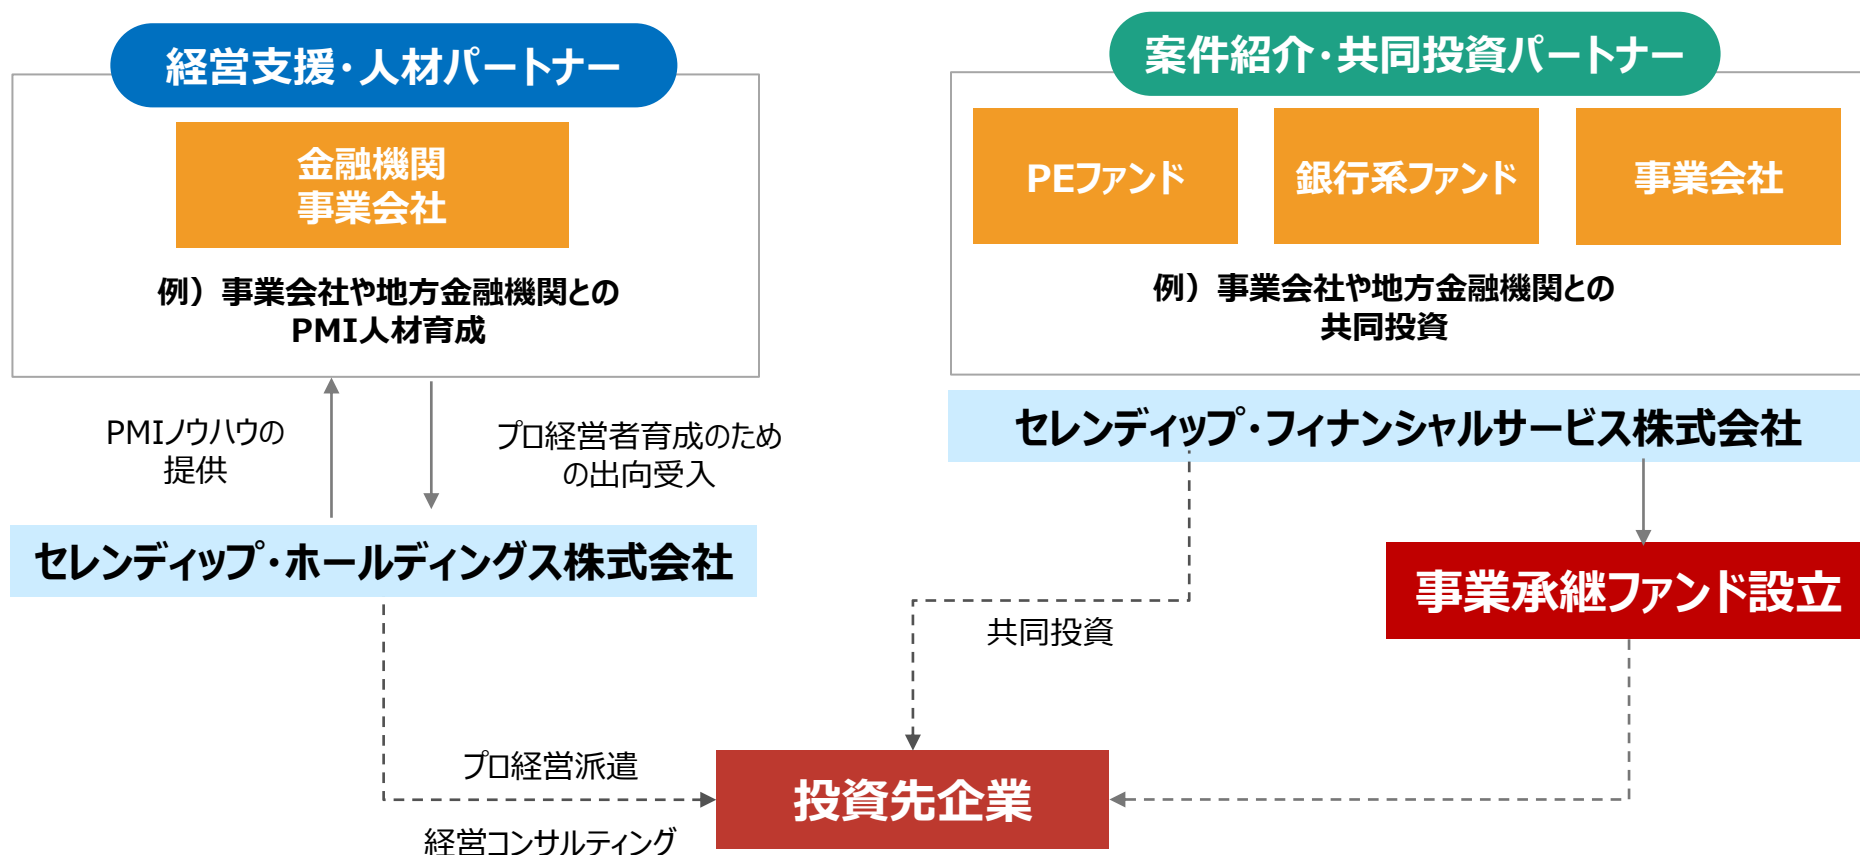 経営支援・人材パートナー
金融機関
事業会社
例）事業会社や地方金融機関との
PMI人材育成
案件紹介・共同投資パートナー
PEファンド
銀行系ファンド
事業会社
例）事業会社や地方金融機関との
共同投資
PMIノウハウの
提供
プロ経営者育成のため
の出向受入
セレンディップ・フィナンシャルサービス株式会社
セレンディップ・ホールディングス株式会社
事業承継ファンド設立
共同投資
プロ経営派遣
経営コンサルティング
投資先企業